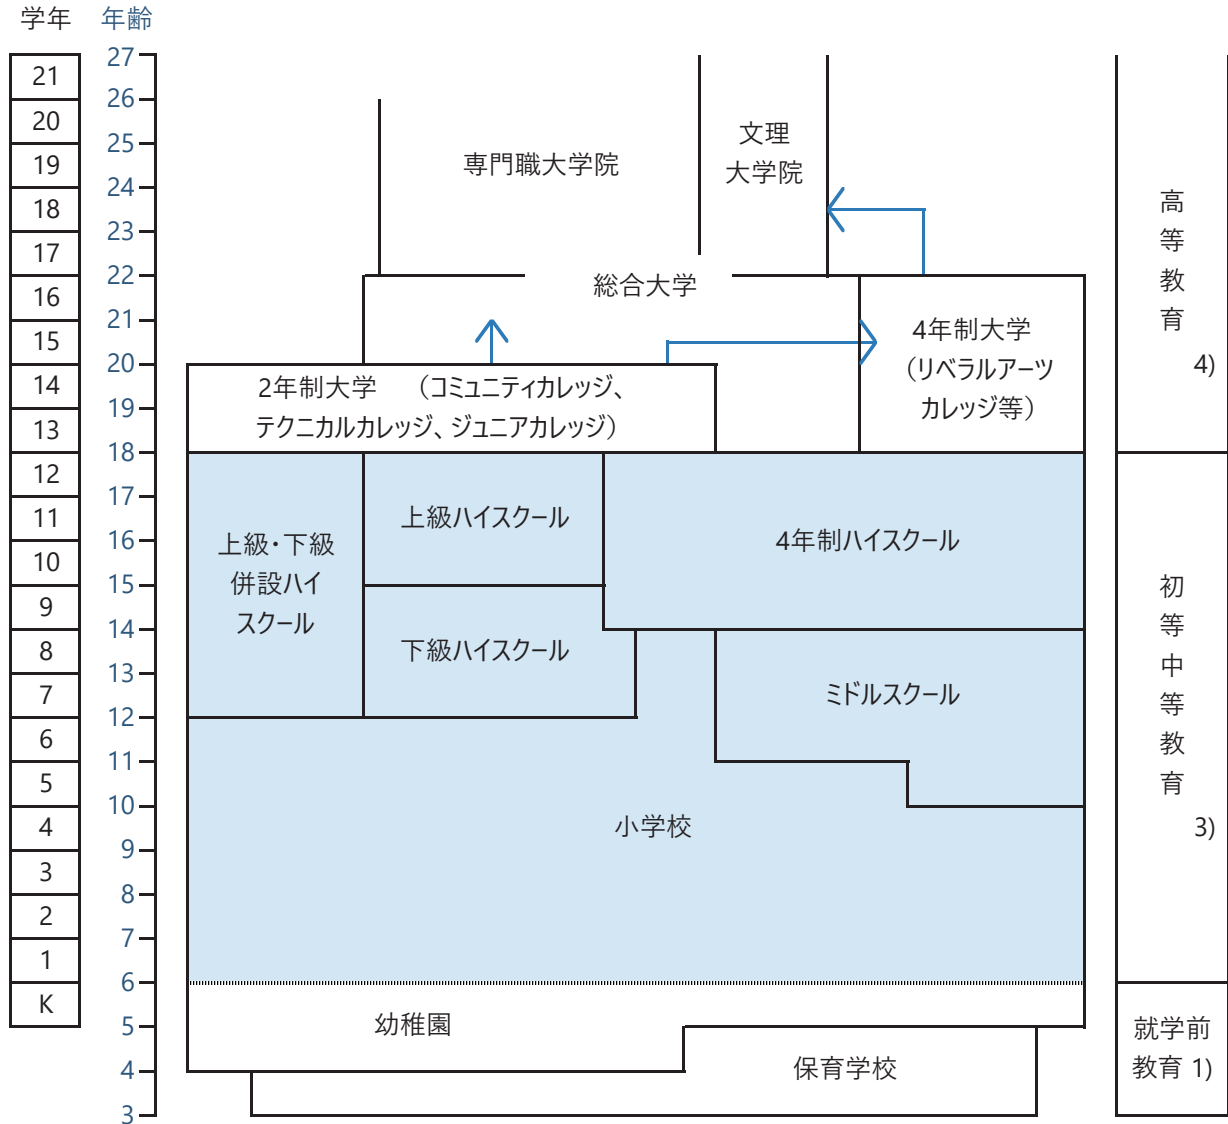 学年
年齢
21
20
19
18
17
16
15
14
13
12
11
10
9
8
7
6
5
4
3
2
1
K
27
26
25
24
23
22
21
20
19
18
17
16
15
14
13
12
11
10
9
8
7
6
5
4
3
専門職大学院
文理
大学院
総合大学
4年制大学
（リベラルアーツ
カレッジ等）
2年制大学　（コミュニティカレッジ、
テクニカルカレッジ、ジュニアカレッジ）
上級・下級
併設ハイ
スクール
上級ハイスクール
下級ハイスクール
4年制ハイスクール
ミドルスクール
小学校
幼稚園
保育学校
高等教育
4)
初等中等教育
3)
就学前
教育 1)